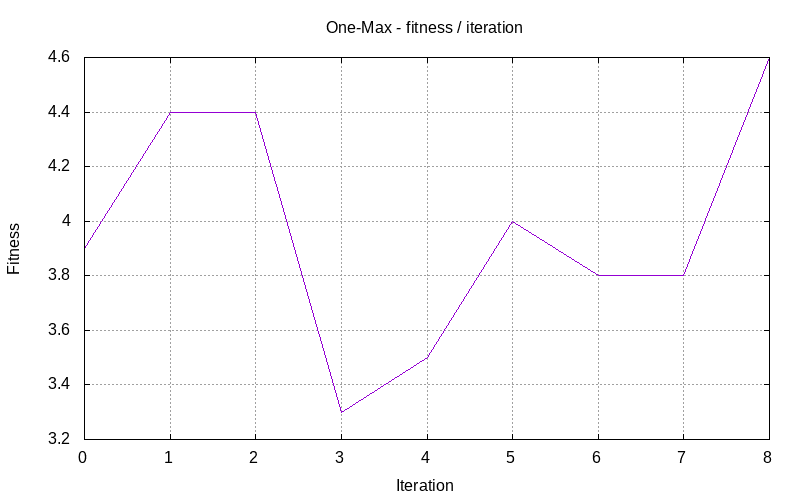 One-Max - fitness / iteration
4.6
4.4
4.2
4
3.8
3.6
3.4
3.2
Fitness
0 1 2 3 4 5 6 7 8
Iteration